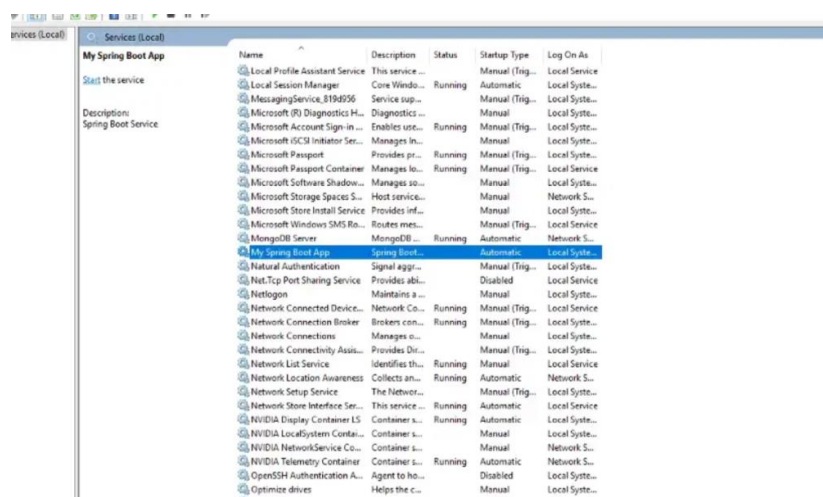 ervices (Local)
Services (Local)
My Spring Boot App
Start the service
Description:
Spring Boot Service
Name Description Status Startup Type Log On As
Local Profile Assistant Service This service ... Manual (Trig... Local Service
Local Session Manager Core Windo... Running Automatic Local Syste...
MessagingService_819d956 Service sup... Manual (Trig... Local Syste...
Microsoft (R) Diagnostics H... Diagnostics ... Manual Local Syste...
Microsoft Account Sign-in ... Enables use... Running Manual (Trig... Local Syste...
Microsoft iSCSI Initiator Ser... Manages In... Manual Local Syste...
Microsoft Passport Provides pr... Running Manual (Trig... Local Syste...
Microsoft Passport Container Manages lo... Running Manual (Trig... Local Service
Microsoft Software Shadow... Manages so... Manual Local Syste...
Microsoft Storage Spaces S... Host service... Manual Network S...
Microsoft Store Install Service Provides inf... Manual Local Syste...
Microsoft Windows SMS Ro... Routes mes... Manual (Trig... Local Service
MongoDB Server MongoDB ... Running Automatic Network S...
My Spring Boot App Spring Boot... Automatic Local Syste...
Natural Authentication Signal aggr... Manual (Trig... Local Syste...
Net.Tcp Port Sharing Service Provides abi... Disabled Local Service
Netlogon Maintains a ... Manual Local Syste...
Network Connected Device... Network Co... Running Manual (Trig... Local Service
Network Connection Broker Brokers con... Running Manual (Trig... Local Syste...
Network Connections Manages o... Manual Local Syste...
Network Connectivity Assis... Provides Dir... Manual (Trig... Local Syste...
Network List Service Identifies th... Running Manual Local Service
Network Location Awareness Collects an... Running Automatic Network S...
Network Setup Service The Networ... Manual (Trig... Local Syste...
Network Store Interface Ser... This service ... Running Automatic Local Service
NVIDIA Display Container LS Container s... Running Automatic Local Syste...
NVIDIA LocalSystem Contai... Container s... Manual Local Syste...
NVIDIA NetworkService Co... Container s... Manual Network S...
NVIDIA Telemetry Container Container s... Running Automatic Network S...
OpenSSH Authentication A... Agent to ho... Disabled Local Syste...
Optimize drives Helps the c... Manual Local Syste...